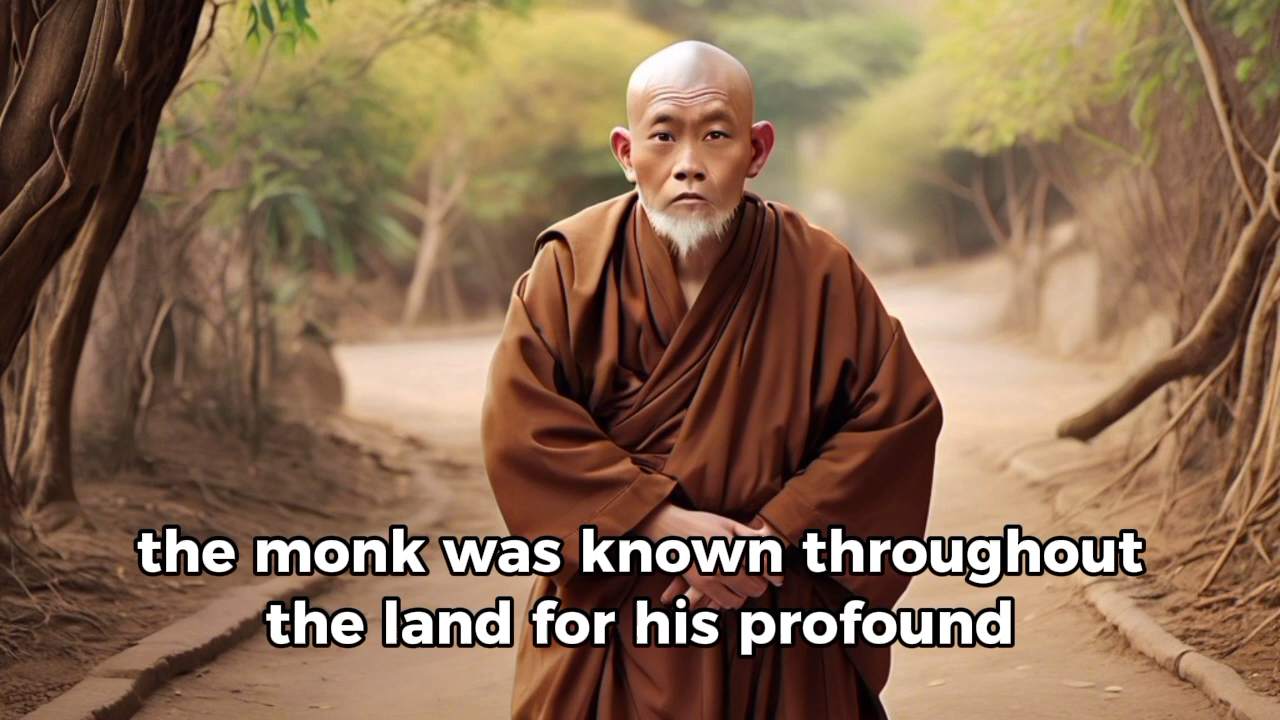 the monk was known throughout
the land for his profound